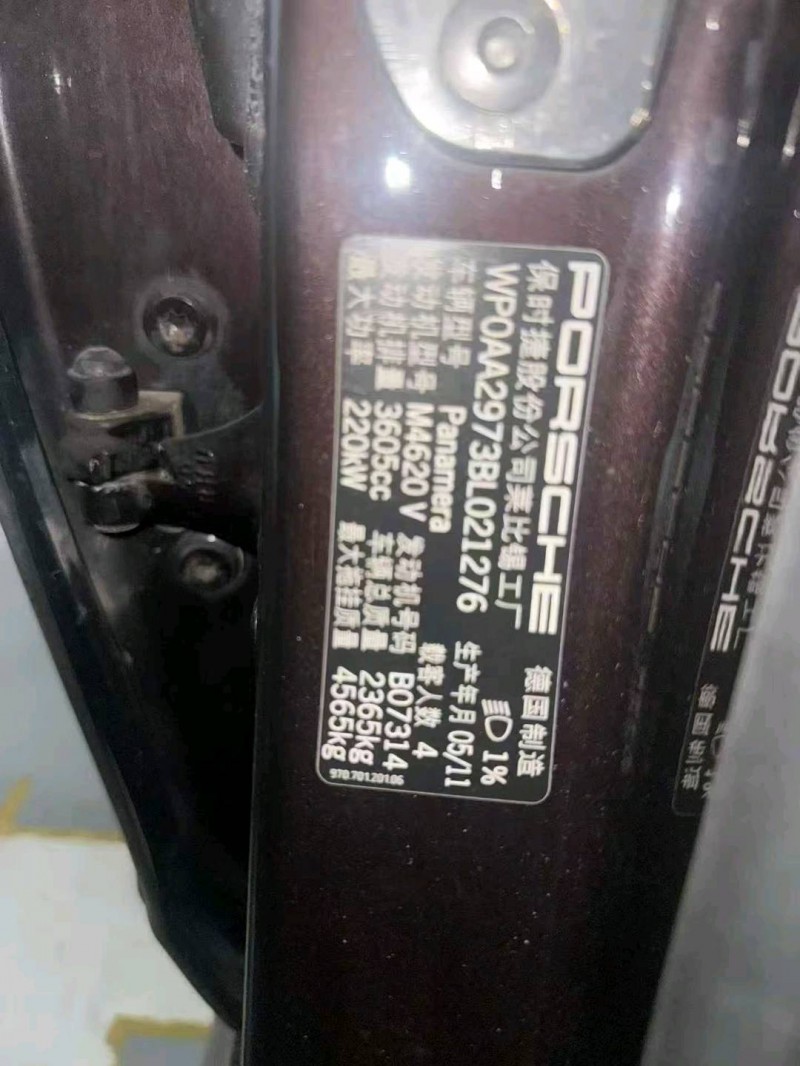 PORSCHE
保时捷股份公司莱比锡工厂 德国制造
WP0AA2973BL021276 1%
车辆型号 Panamera 生产年月 05/11
发动机型号 M4620 V 载客人数 4
发动机排量 3605cc 发动机号码 B07314
最大功率 220kW 车辆总质量 2365kg
最大拖挂质量 4565kg
970.701.201.06